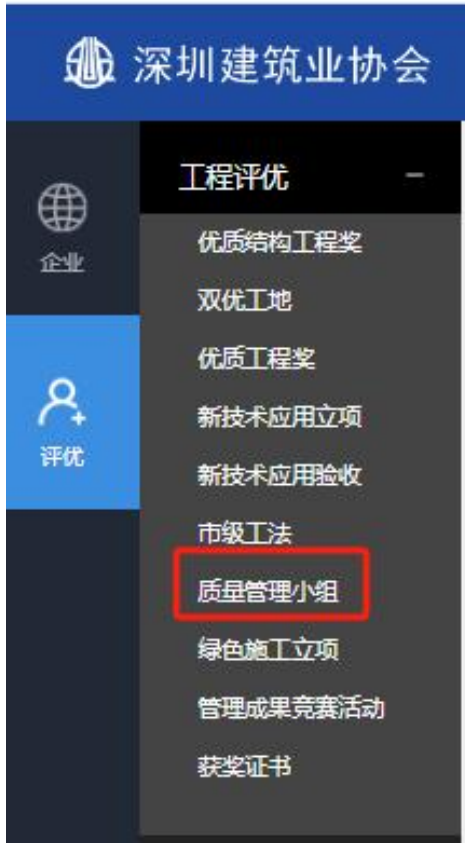 深圳建筑业协会
企业
评优
工程评优
优质结构工程奖
双优工地
优质工程奖
新技术应用立项
新技术应用验收
市级工法
质量管理小组
绿色施工立项
管理成果竞赛活动
获奖证书